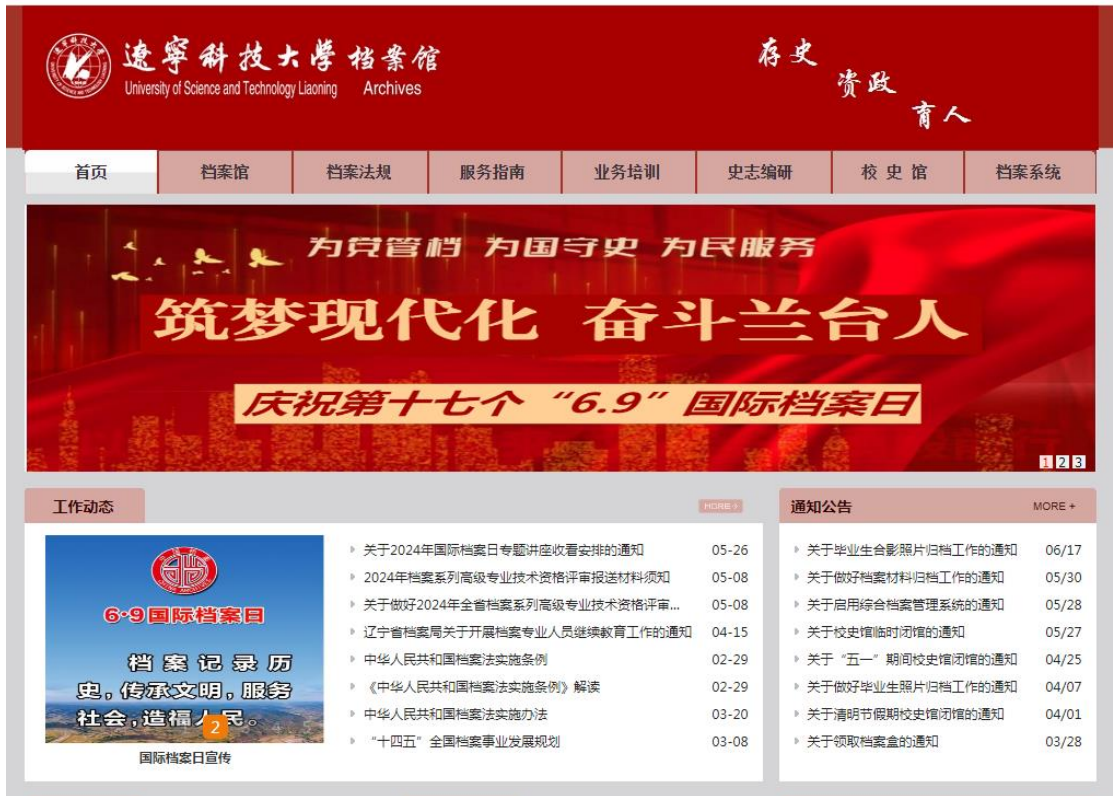 遼寧科技大學 档案馆
University of Science and Technology Liaoning Archives
存史
资政
育人
首页 档案馆 档案法规 服务指南 业务培训 史志编研 校 史 馆 档案系统
为党管档 为国守史 为民服务
筑梦现代化 奋斗兰台人
庆祝第十七个“6.9”国际档案日
1 2 3
工作动态 MORE +
6·9国际档案日
档案记录历
史,传承文明,服务
社会,造福人民。
2
国际档案日宣传
关于2024年国际档案日专题讲座收看安排的通知 05-26
2024年档案系列高级专业技术资格评审报送材料须知 05-08
关于做好2024年全省档案系列高级专业技术资格评审... 05-08
辽宁省档案局关于开展档案专业人员继续教育工作的通知 04-15
中华人民共和国档案法实施条例 02-29
《中华人民共和国档案法实施条例》解读 02-29
中华人民共和国档案法实施办法 03-20
“十四五”全国档案事业发展规划 03-08
通知公告 MORE +
关于毕业生合影照片归档工作的通知 06/17
关于做好档案材料归档工作的通知 05/30
关于启用综合档案管理系统的通知 05/28
关于校史馆临时闭馆的通知 05/27
关于“五一”期间校史馆闭馆的通知 04/25
关于做好毕业生照片归档工作的通知 04/07
关于清明节假期校史馆闭馆的通知 04/01
关于领取档案盒的通知 03/28